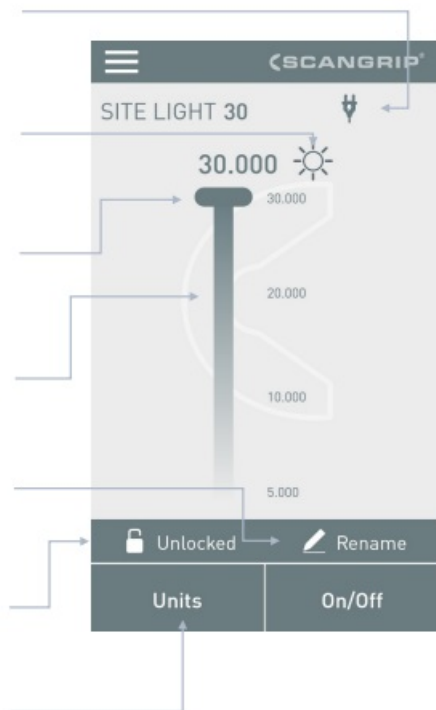 SCANGRIP®
SITE LIGHT 30
30.000
30.000
20.000
10.000
5.000
Unlocked Rename
Units On/Off